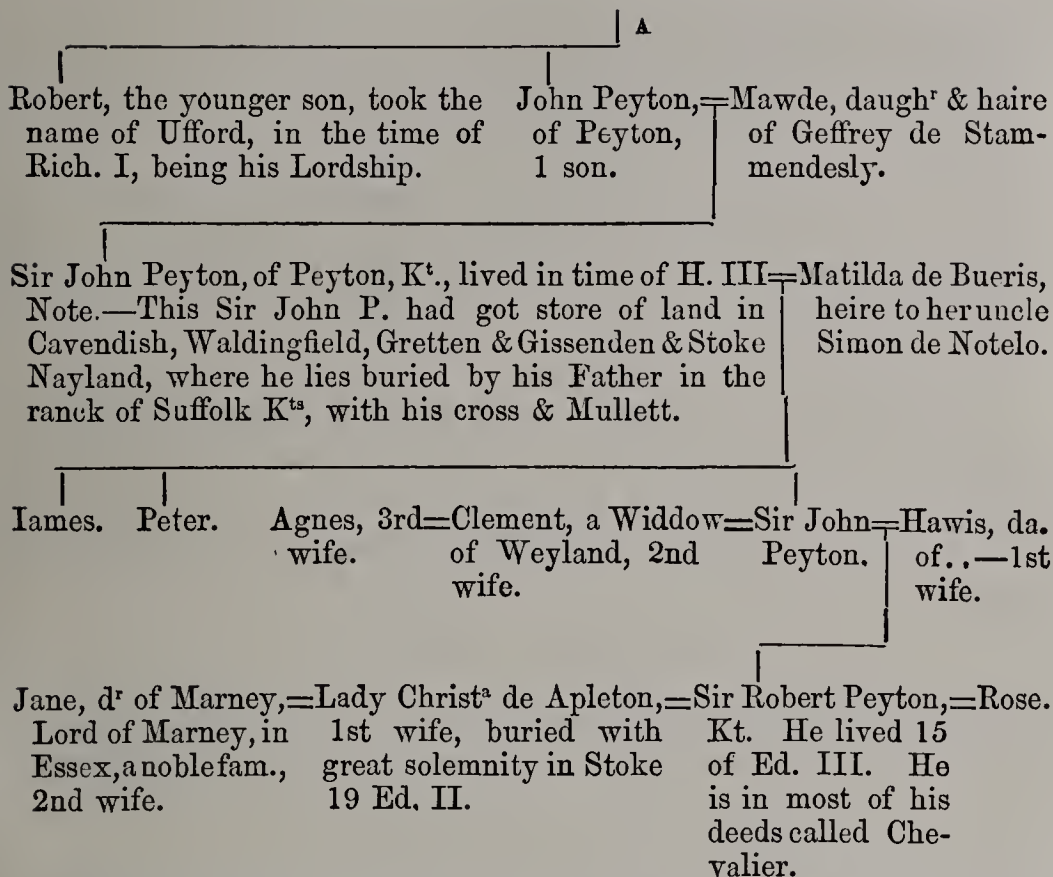 A
Robert, the younger son, took the
name of Ufford, in the time of
Rich. I, being his Lordship.
John Peyton,=Mawde, daughʳ & haire
of Peyton, of Geffrey de Stam-
1 son. mendesly.
Sir John Peyton, of Peyton, Kᵗ., lived in time of H. III=Matilda de Bueris,
Note.—This Sir John P. had got store of land in
Cavendish, Waldingfield, Gretten & Gissenden & Stoke
Nayland, where he lies buried by his Father in the
ranck of Suffolk Kᵗˢ, with his cross & Mullett.
heire to her uncle
Simon de Notelo.
Iames. Peter. Agnes, 3rd=Clement, a Widdow=Sir John=Hawis, da.
wife. of Weyland, 2nd Peyton. of..—1st
wife. wife.
Jane, dʳ of Marney,=Lady Christᵃ de Apleton,=Sir Robert Peyton,=Rose.
Lord of Marney, in 1st wife, buried with Kt. He lived 15
Essex, a noble fam., great solemnity in Stoke of Ed. III. He
2nd wife. 19 Ed. II. is in most of his
deeds called Che-
valier.